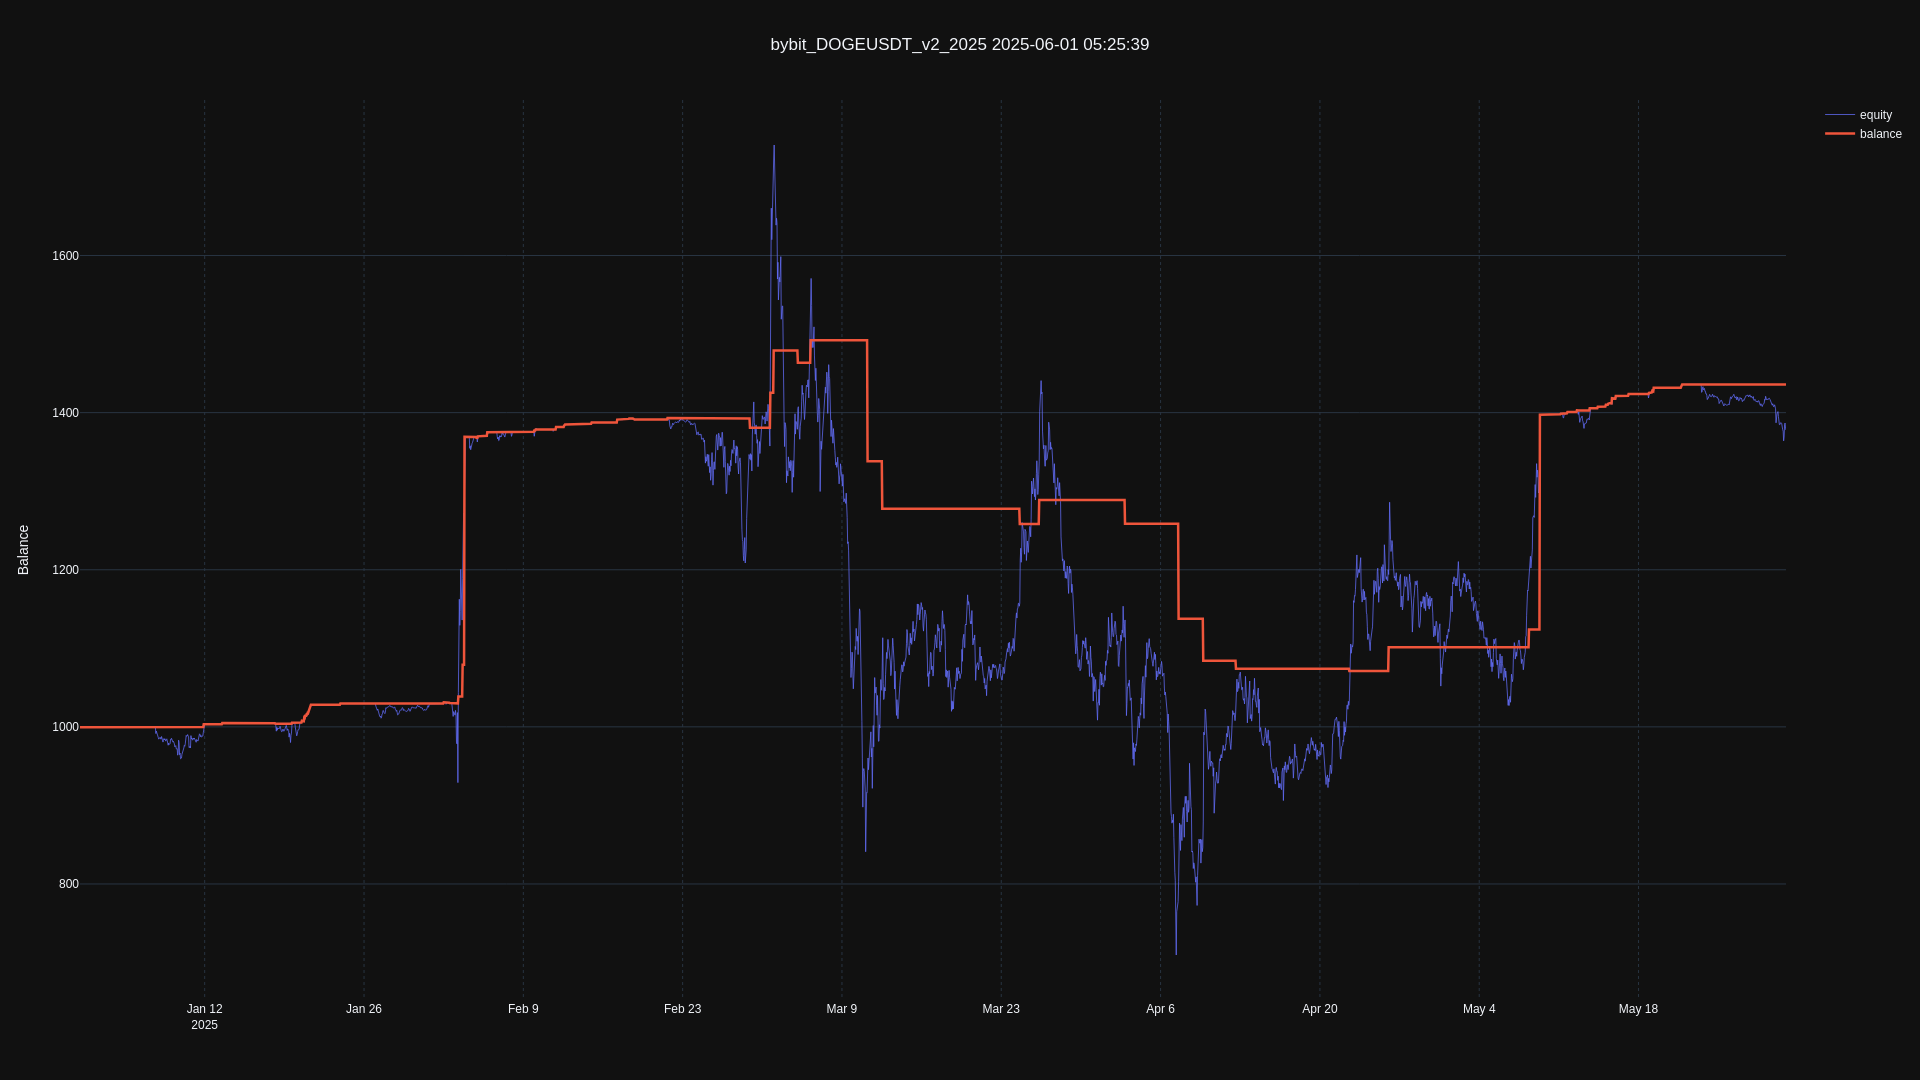 bybit_DOGEUSDT_v2_2025 2025-06-01 05:25:39
equity
balance
Balance
1600
1400
1200
1000
800
Jan 12
2025
Jan 26
Feb 9
Feb 23
Mar 9
Mar 23
Apr 6
Apr 20
May 4
May 18